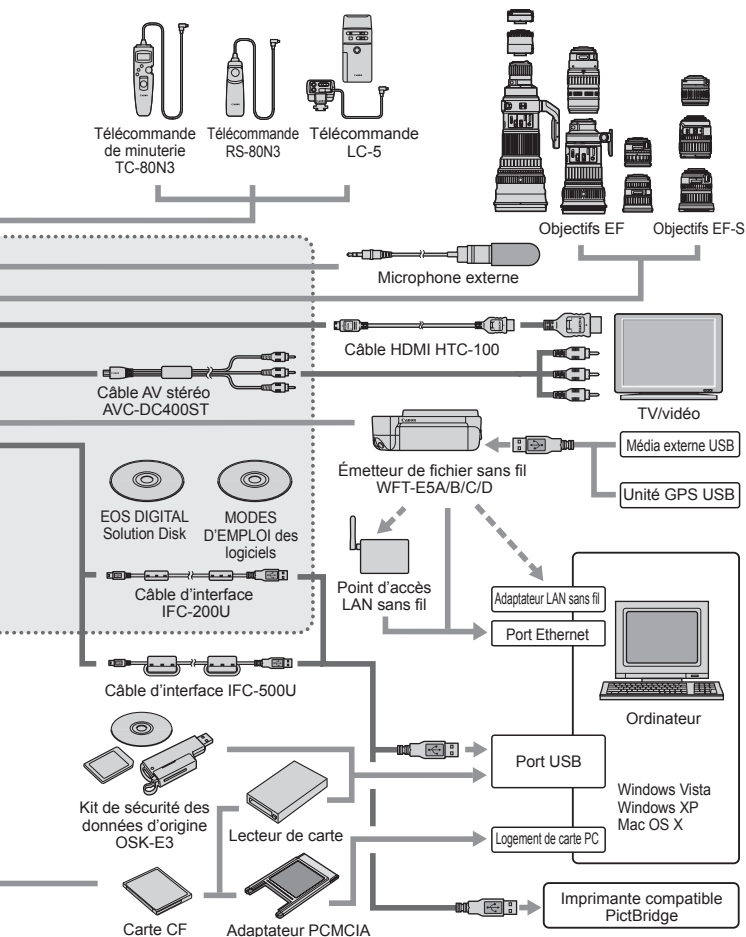 Télécommande
de minuterie
TC-80N3
Télécommande
RS-80N3
Télécommande
LC-5
Objectifs EF
Objectifs EF-S
Microphone externe
Câble HDMI HTC-100
Câble AV stéréo
AVC-DC400ST
TV/vidéo
Canon
Émetteur de fichier sans fil
WFT-E5A/B/C/D
Média externe USB
Unité GPS USB
EOS DIGITAL
Solution Disk
MODES
D'EMPLOI des
logiciels
Point d'accès
LAN sans fil
Adaptateur LAN sans fil
Port Ethernet
Câble d'interface
IFC-200U
Câble d'interface IFC-500U
Ordinateur
Port USB
Windows Vista
Windows XP
Mac OS X
Kit de sécurité des
données d'origine
OSK-E3
Lecteur de carte
Logement de carte PC
Carte CF
Adaptateur PCMCIA
Imprimante compatible
PictBridge